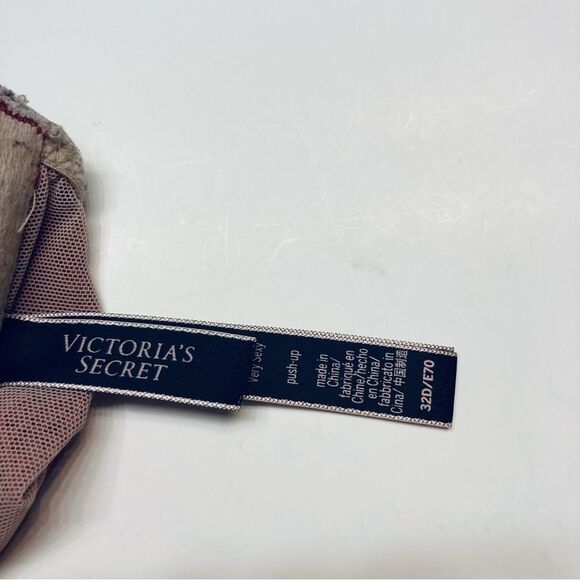 VICTORIA'S
SECRET
Very Sexy
push-up
made in
China/
fabriqué en
Chine/hecho
en China/
fabbricato in
Cina/ 中国制造
32D/E70